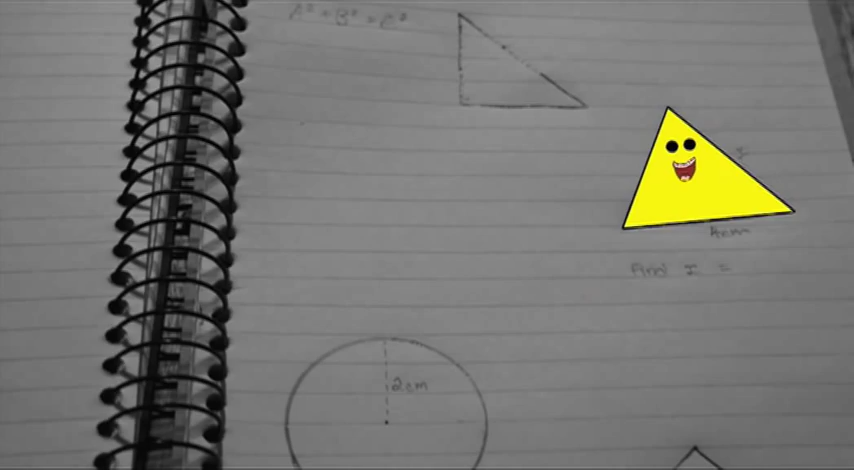 A² + B² = C²
x
4cm
Find x =
2cm